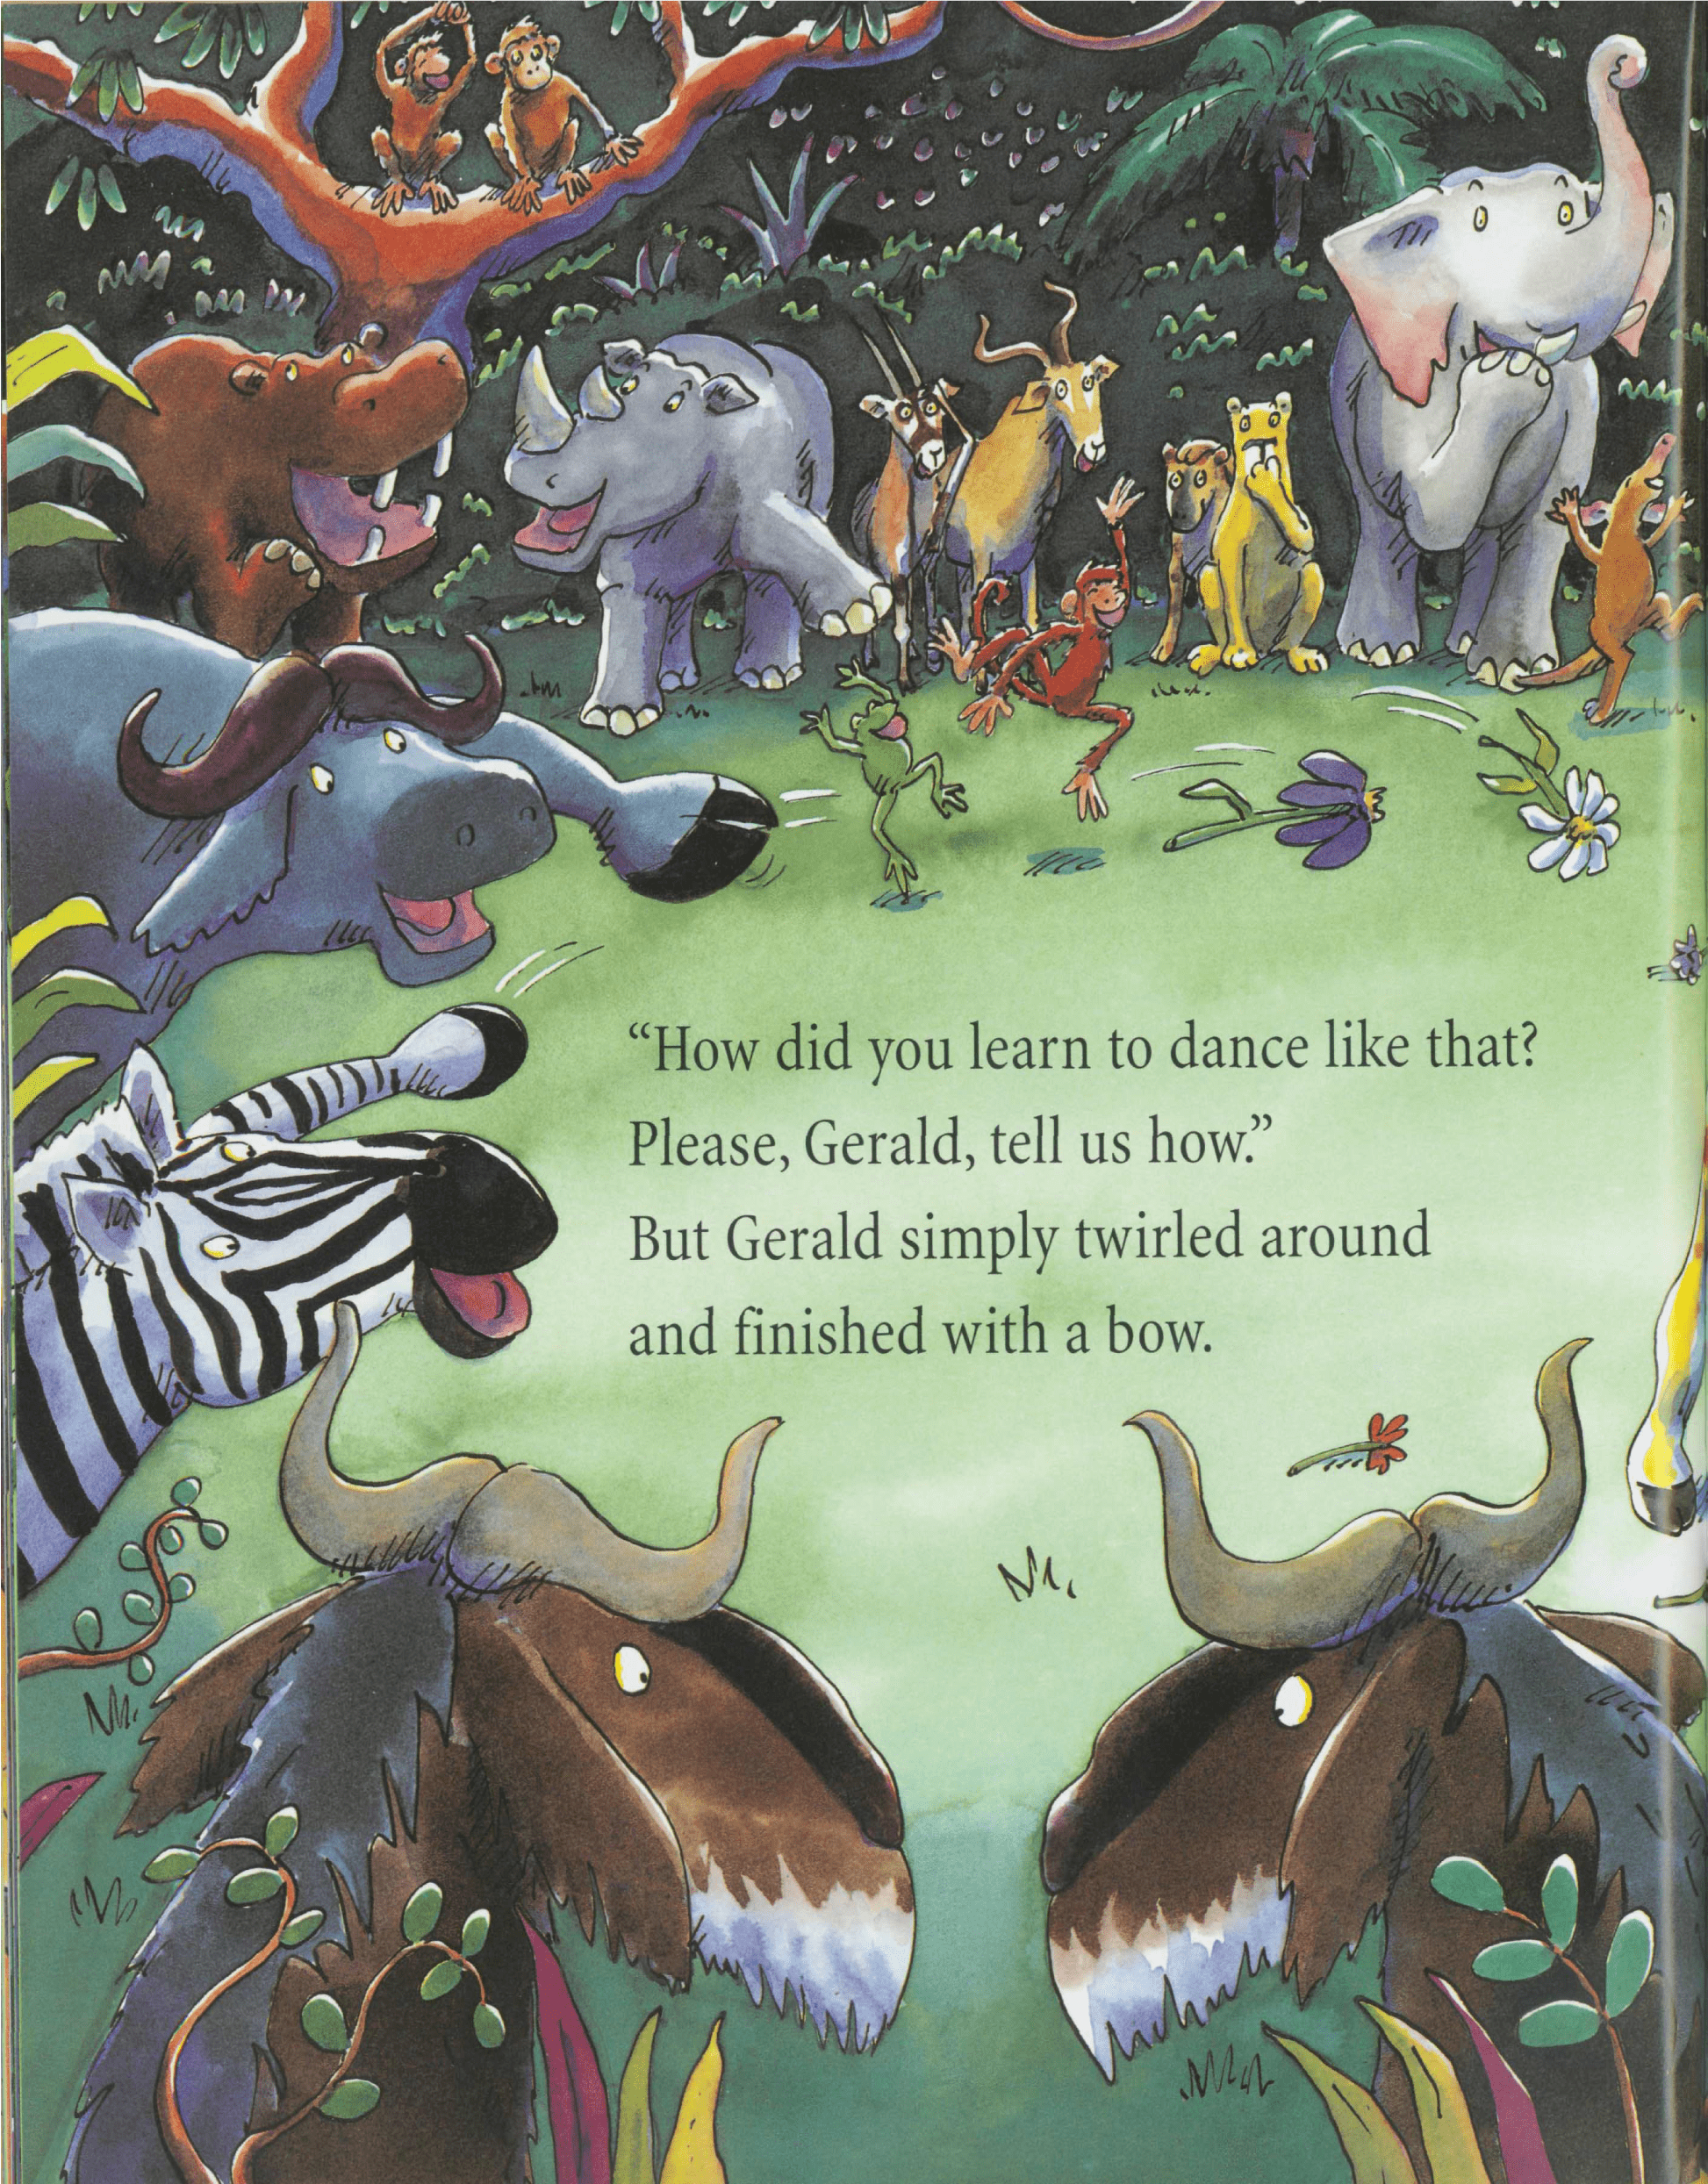 “How did you learn to dance like that?
Please, Gerald, tell us how.”
But Gerald simply twirled around
and finished with a bow.